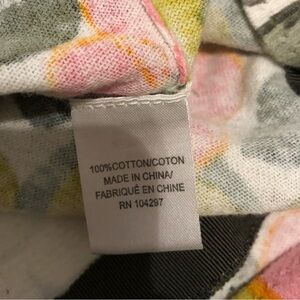 100%COTTON/COTON
MADE IN CHINA/
FABRIQUÉ EN CHINE
RN 104297